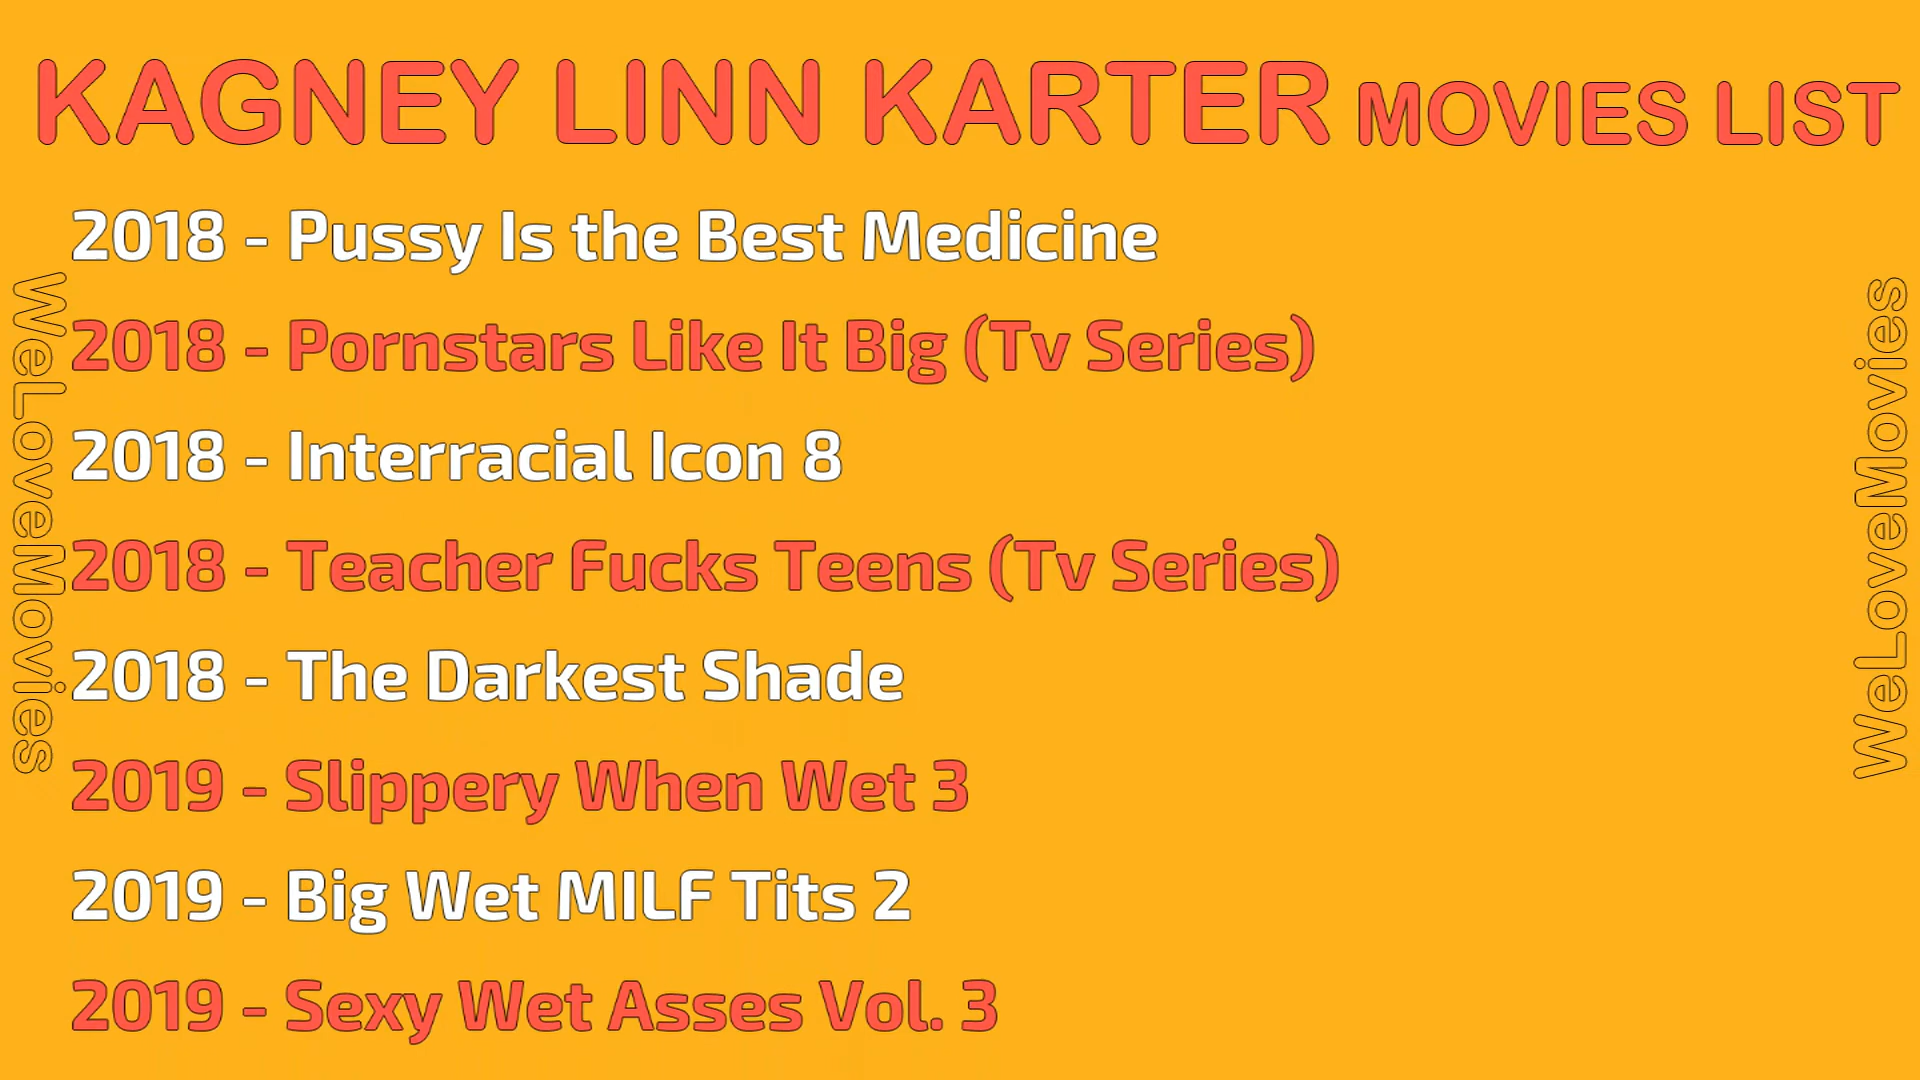 KAGNEY LINN KARTER MOVIES LIST
2018 - Pussy Is the Best Medicine
2018 - Pornstars Like It Big (Tv Series)
2018 - Interracial Icon 8
2018 - Teacher Fucks Teens (Tv Series)
2018 - The Darkest Shade
2019 - Slippery When Wet 3
2019 - Big Wet MILF Tits 2
2019 - Sexy Wet Asses Vol. 3
WeLoveMovies
WeLoveMovies